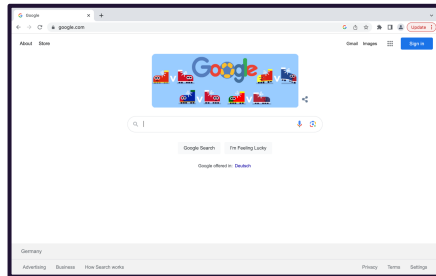 Google
google.com
Update
About Store
Gmail Images
Sign in
Google
v v
v v
Google Search I'm Feeling Lucky
Google offered in: Deutsch
Germany
Advertising Business How Search works
Privacy Terms Settings